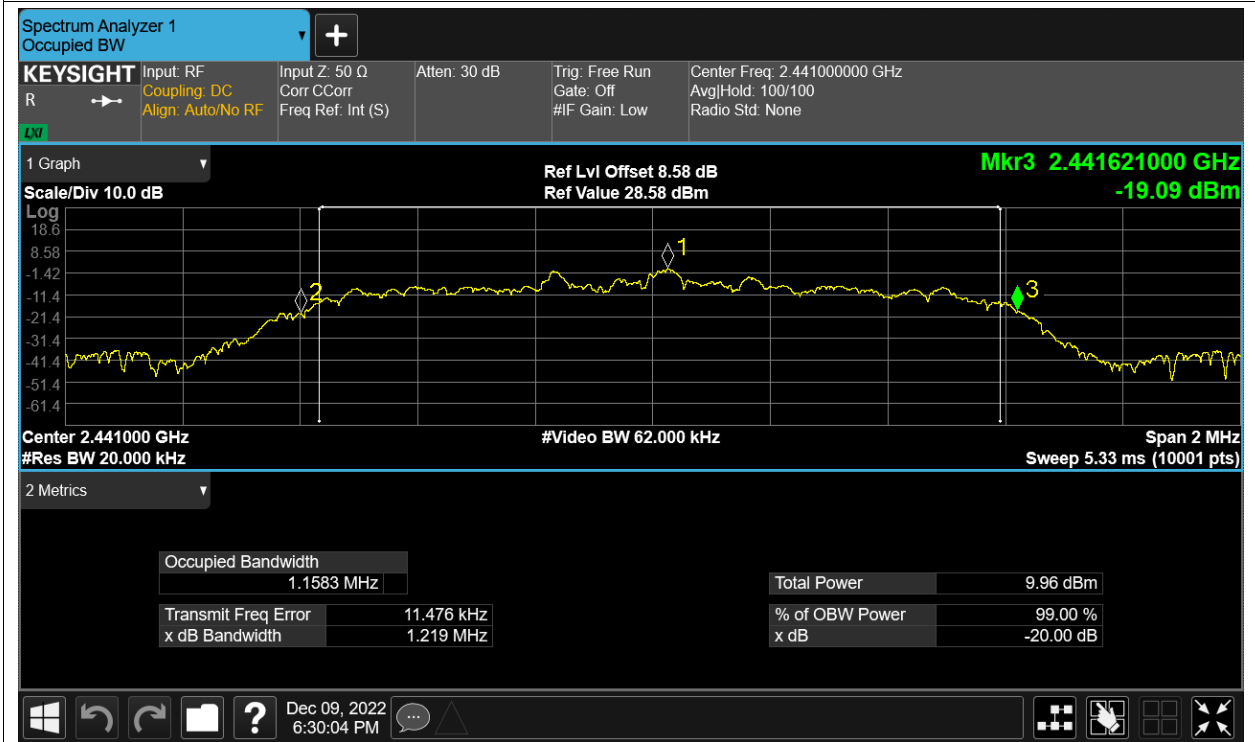 Spectrum Analyzer 1
Occupied BW
+
KEYSIGHT
R
LXI
Input: RF
Coupling: DC
Align: Auto/No RF
Input Z: 50 Ω
Corr CCorr
Freq Ref: Int (S)
Atten: 30 dB
Trig: Free Run
Gate: Off
#IF Gain: Low
Center Freq: 2.441000000 GHz
Avg|Hold: 100/100
Radio Std: None
1 Graph
Scale/Div 10.0 dB
Ref Lvl Offset 8.58 dB
Ref Value 28.58 dBm
Mkr3 2.441621000 GHz
-19.09 dBm
Log
18.6
8.58
-1.42
-11.4
-21.4
-31.4
-41.4
-51.4
-61.4
1
2
3
Center 2.441000 GHz
#Res BW 20.000 kHz
#Video BW 62.000 kHz
Span 2 MHz
Sweep 5.33 ms (10001 pts)
2 Metrics
Occupied Bandwidth
1.1583 MHz
Transmit Freq Error 11.476 kHz
x dB Bandwidth 1.219 MHz
Total Power 9.96 dBm
% of OBW Power 99.00 %
x dB -20.00 dB
?
Dec 09, 2022
6:30:04 PM